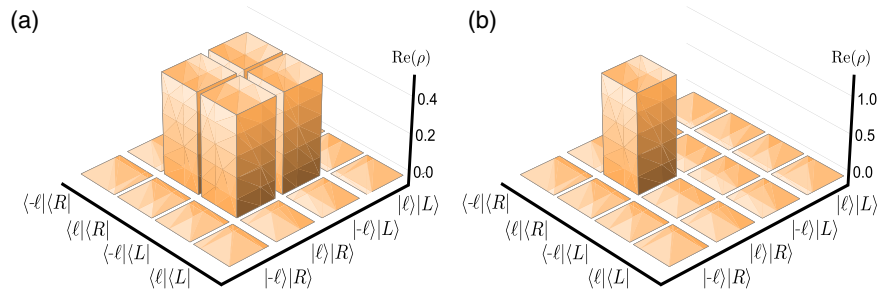 (a)
Re(ρ)
0.4
0.2
0.0
⟨-ℓ|⟨R|
⟨ℓ|⟨R|
⟨-ℓ|⟨L|
⟨ℓ|⟨L|
|-ℓ⟩|R⟩
|ℓ⟩|R⟩
|-ℓ⟩|L⟩
|ℓ⟩|L⟩
(b)
Re(ρ)
1.0
0.5
0.0
⟨-ℓ|⟨R|
⟨ℓ|⟨R|
⟨-ℓ|⟨L|
⟨ℓ|⟨L|
|-ℓ⟩|R⟩
|ℓ⟩|R⟩
|-ℓ⟩|L⟩
|ℓ⟩|L⟩